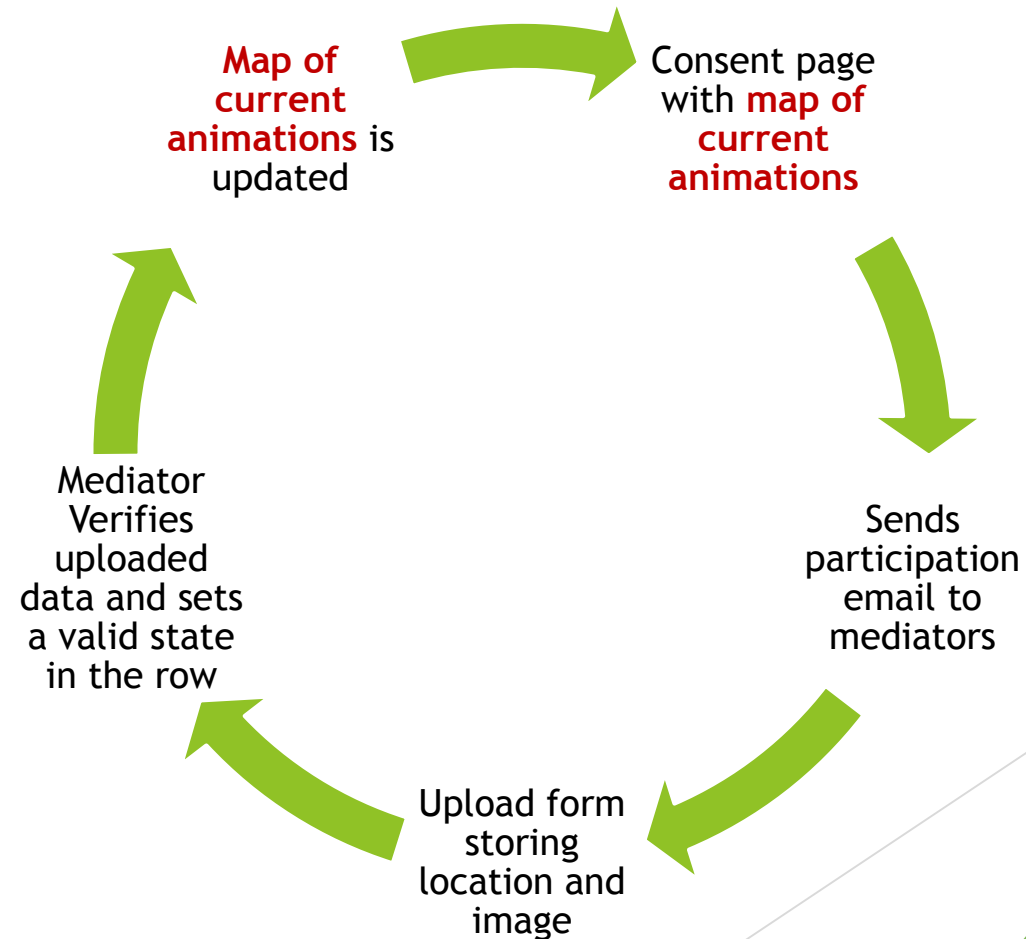 Map of
current
animations is
updated
Consent page
with map of
current
animations
Sends
participation
email to
mediators
Upload form
storing
location and
image
Mediator
Verifies
uploaded
data and sets
a valid state
in the row